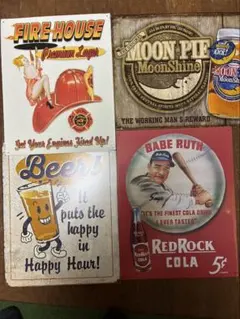 FIRE HOUSE
Premium Lager
Get Your Engines Fired Up!
MOON PIE
MoonShine
THE WORKING MAN'S REWARD
Beer
It
puts the
happy in
Happy Hour!
BABE RUTH
IT'S THE FINEST COLA DRINK
I EVER TASTED
RED ROCK
COLA 5¢